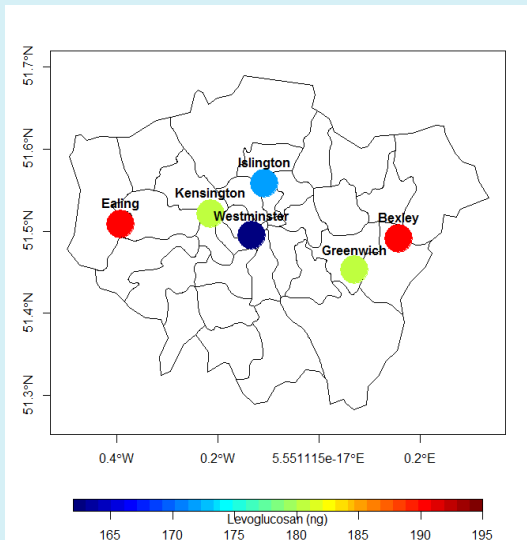 51.7°N
51.6°N
51.5°N
51.4°N
51.3°N
Islington
Kensington
Ealing
Westminster
Bexley
Greenwich
0.4°W 0.2°W 5.551115e-17°E 0.2°E
165 170 175 180 185 190 195
Levoglucosan (ng)